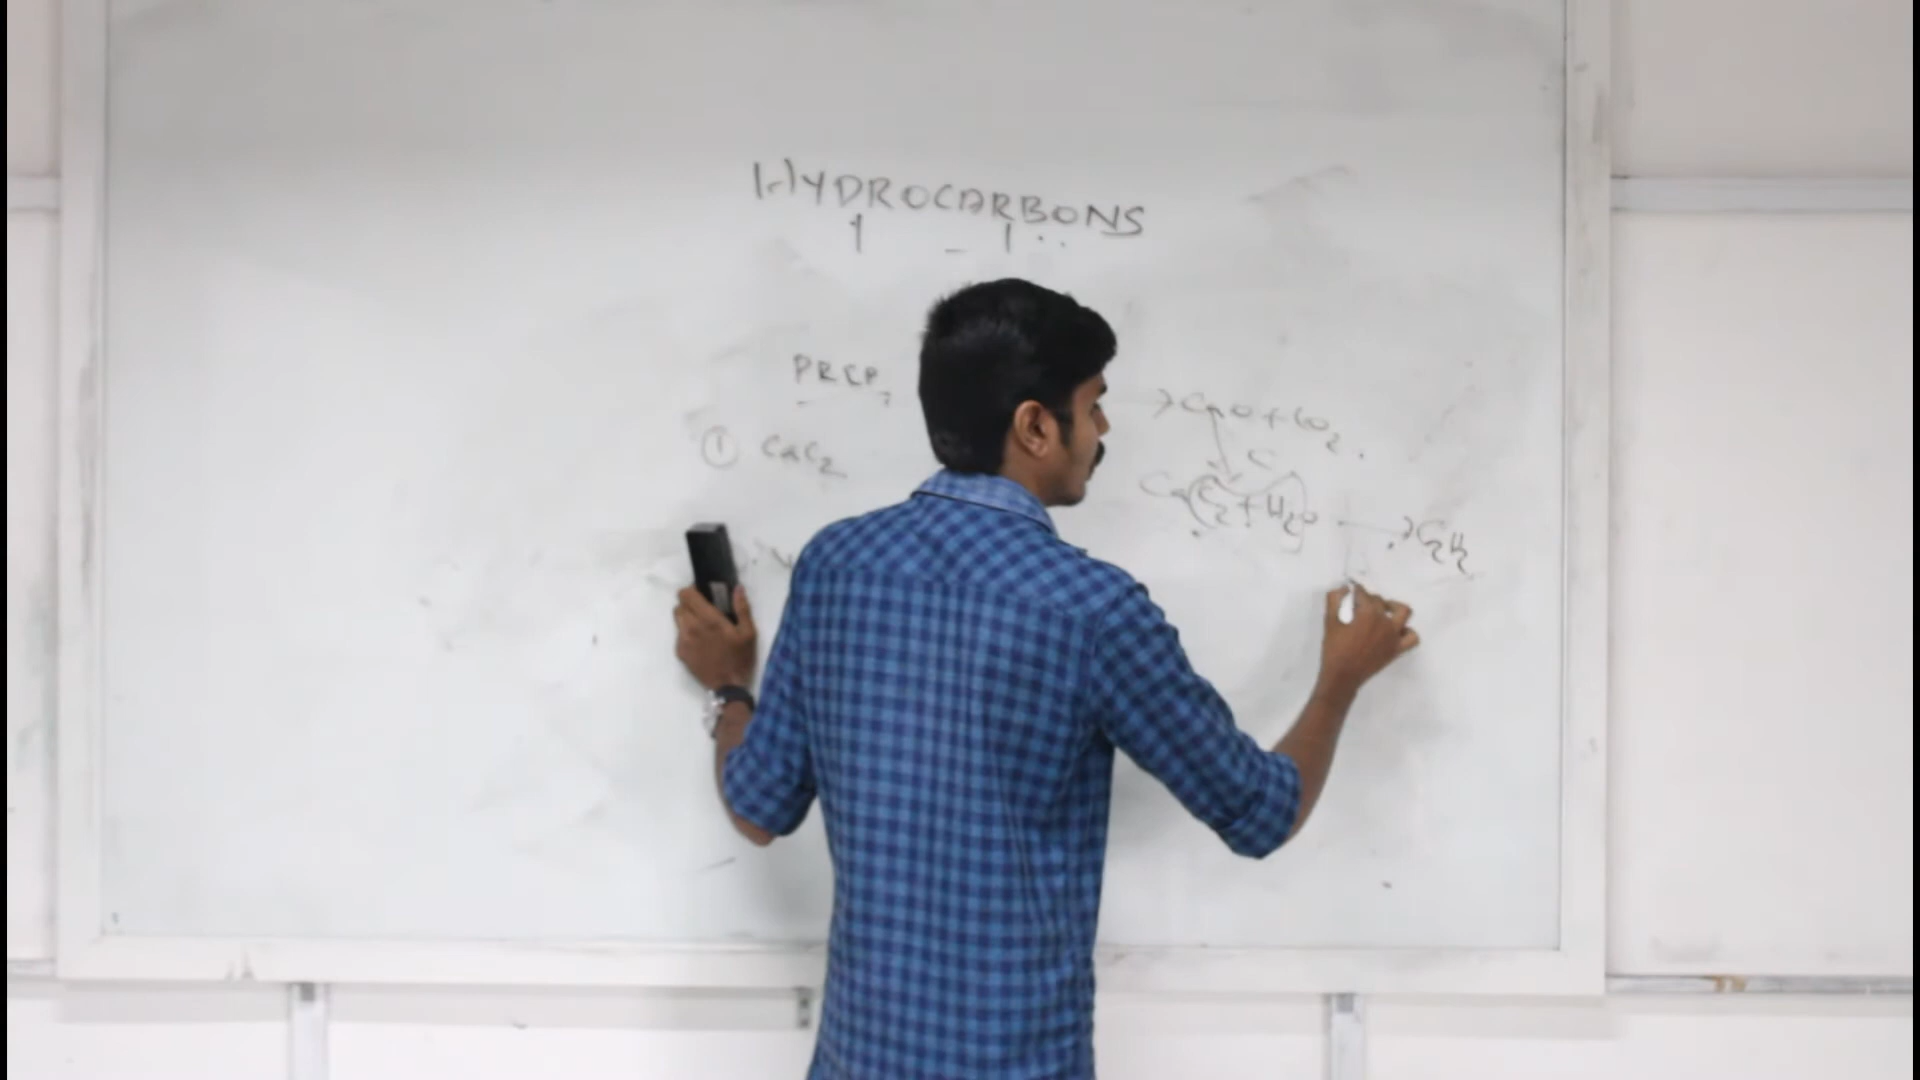 HYDROCARBONS
PREP
→ CaO + CO2.
① CaC2
C
CaC2 + H2O → C2H2